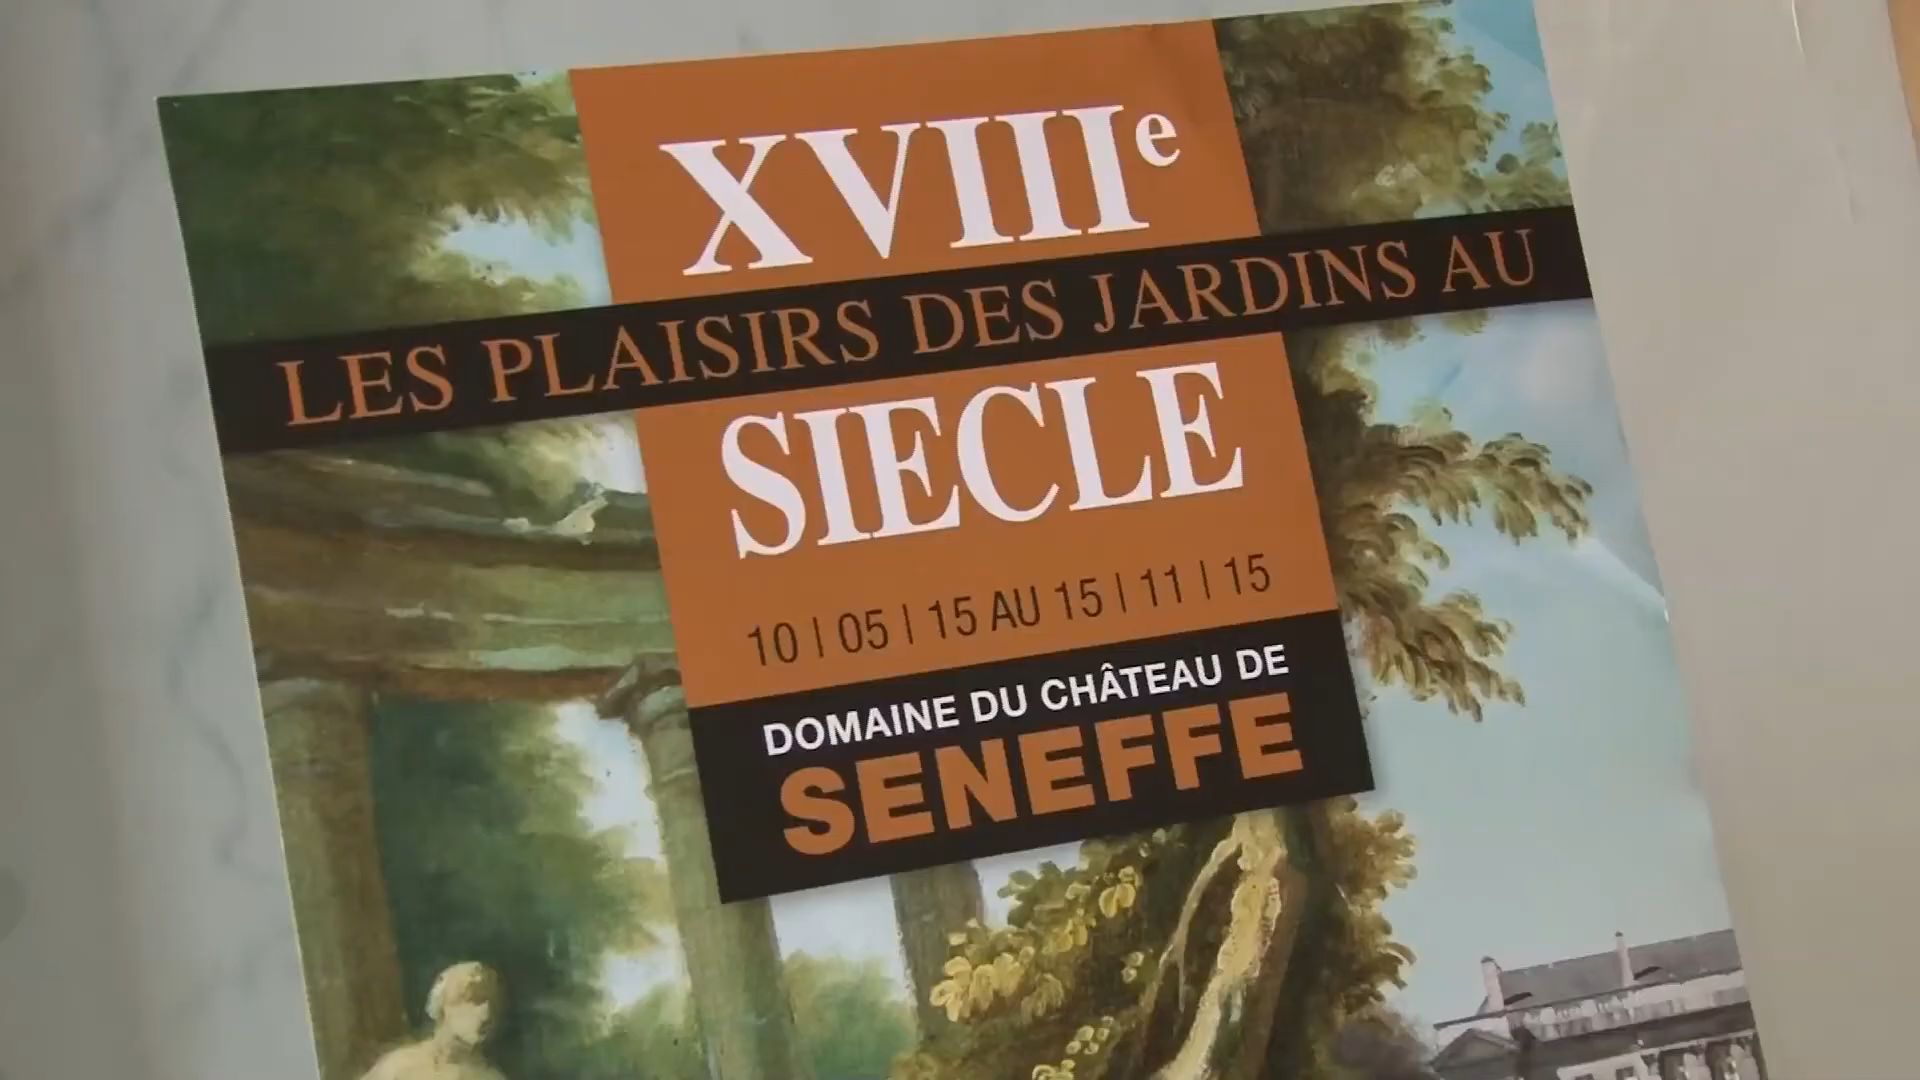 XVIIIe
LES PLAISIRS DES JARDINS AU
SIECLE
10 | 05 | 15 AU 15 | 11 | 15
DOMAINE DU CHÂTEAU DE
SENEFFE